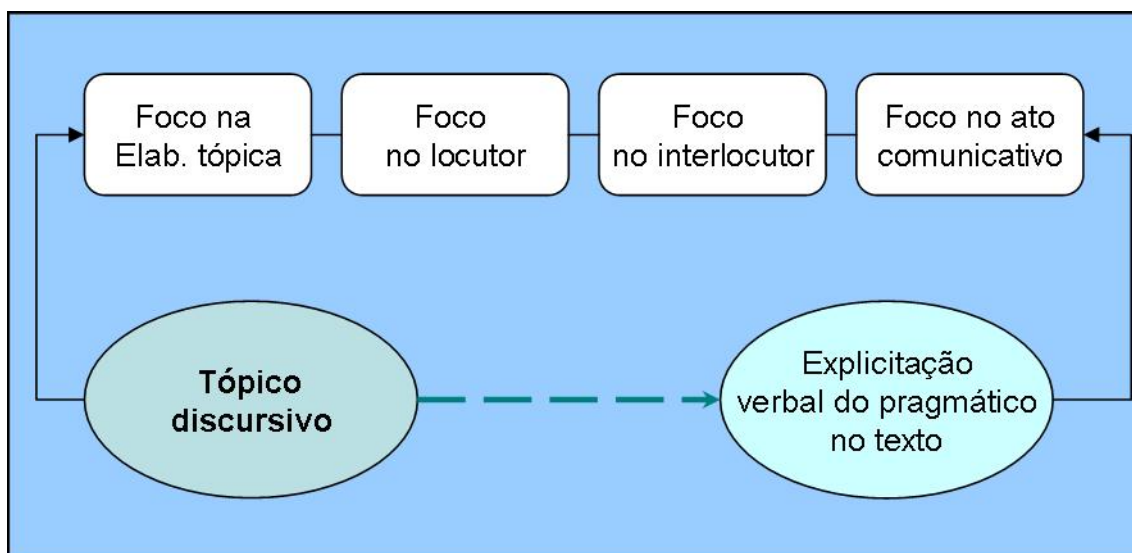 Foco na
Elab. tópica
Foco
no locutor
Foco
no interlocutor
Foco no ato
comunicativo
Tópico
discursivo
Explicitação
verbal do pragmático
no texto